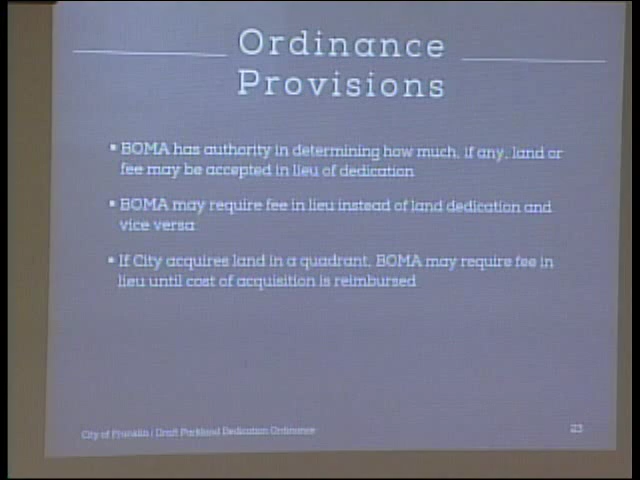 Ordinance
Provisions
▪ BOMA has authority in determining how much, if any, land or
fee may be accepted in lieu of dedication
▪ BOMA may require fee in lieu instead of land dedication and
vice versa
▪ If City acquires land in a quadrant, BOMA may require fee in
lieu until cost of acquisition is reimbursed
City of Franklin | Draft Parkland Dedication Ordinance
23